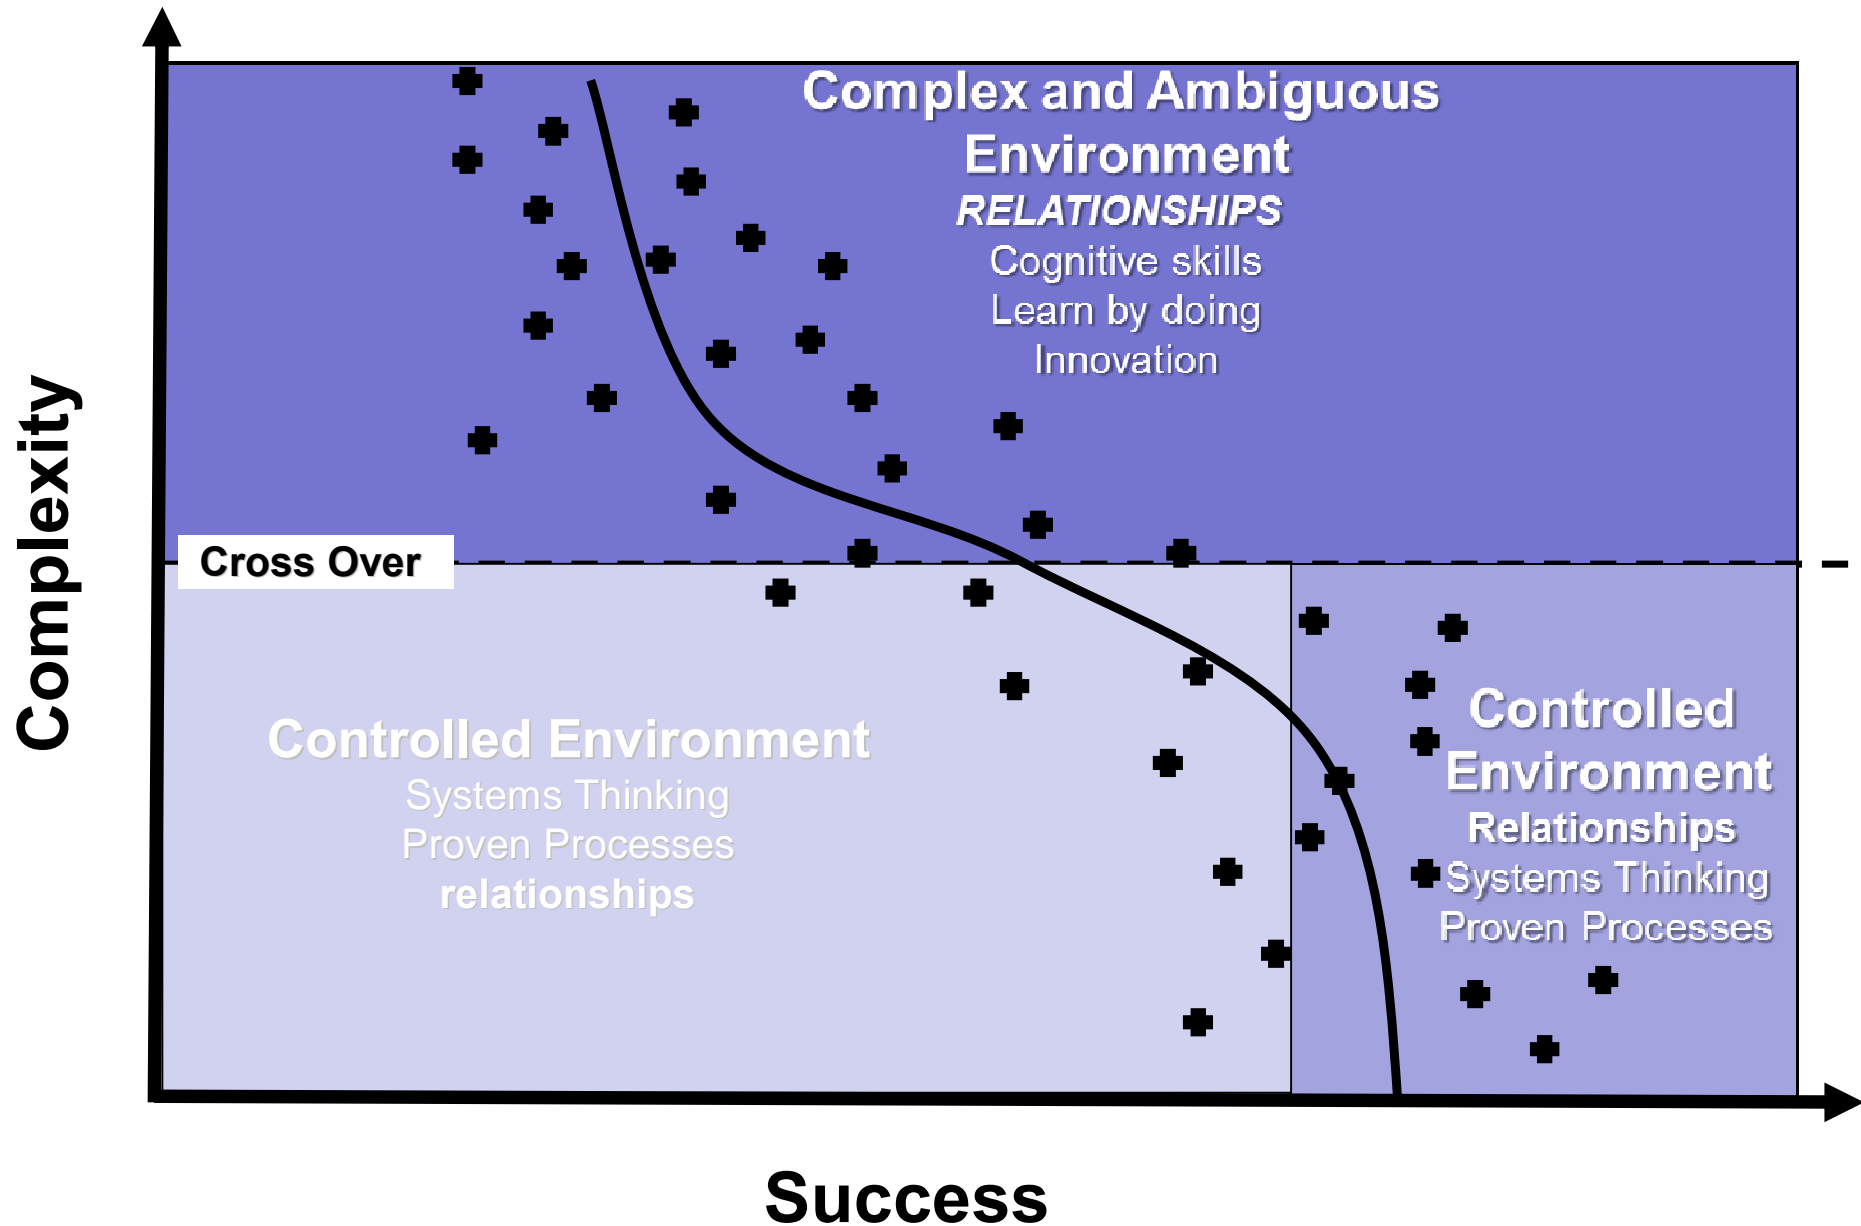 Complex and Ambiguous
Environment
RELATIONSHIPS
Cognitive skills
Learn by doing
Innovation
Complexity
Cross Over
Controlled Environment
Systems Thinking
Proven Processes
relationships
Controlled
Environment
Relationships
Systems Thinking
Proven Processes
Success